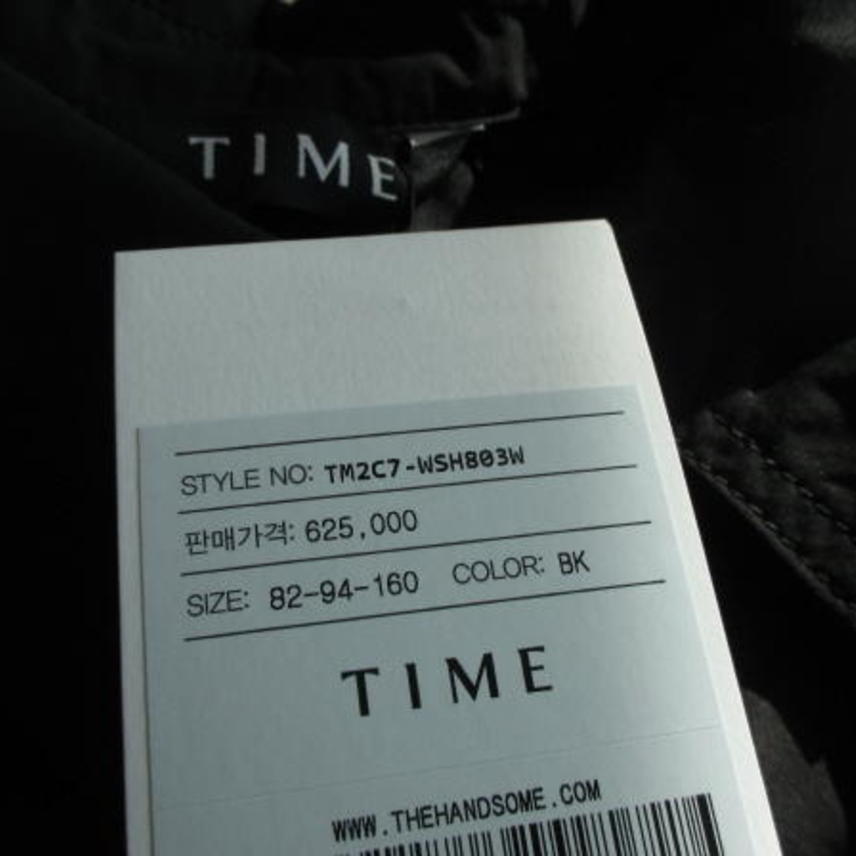 TIME
STYLE NO: TM2C7-WSH803W
판매가격: 625,000
SIZE: 82-94-160 COLOR: BK
TIME
WWW.THEHANDSOME.COM